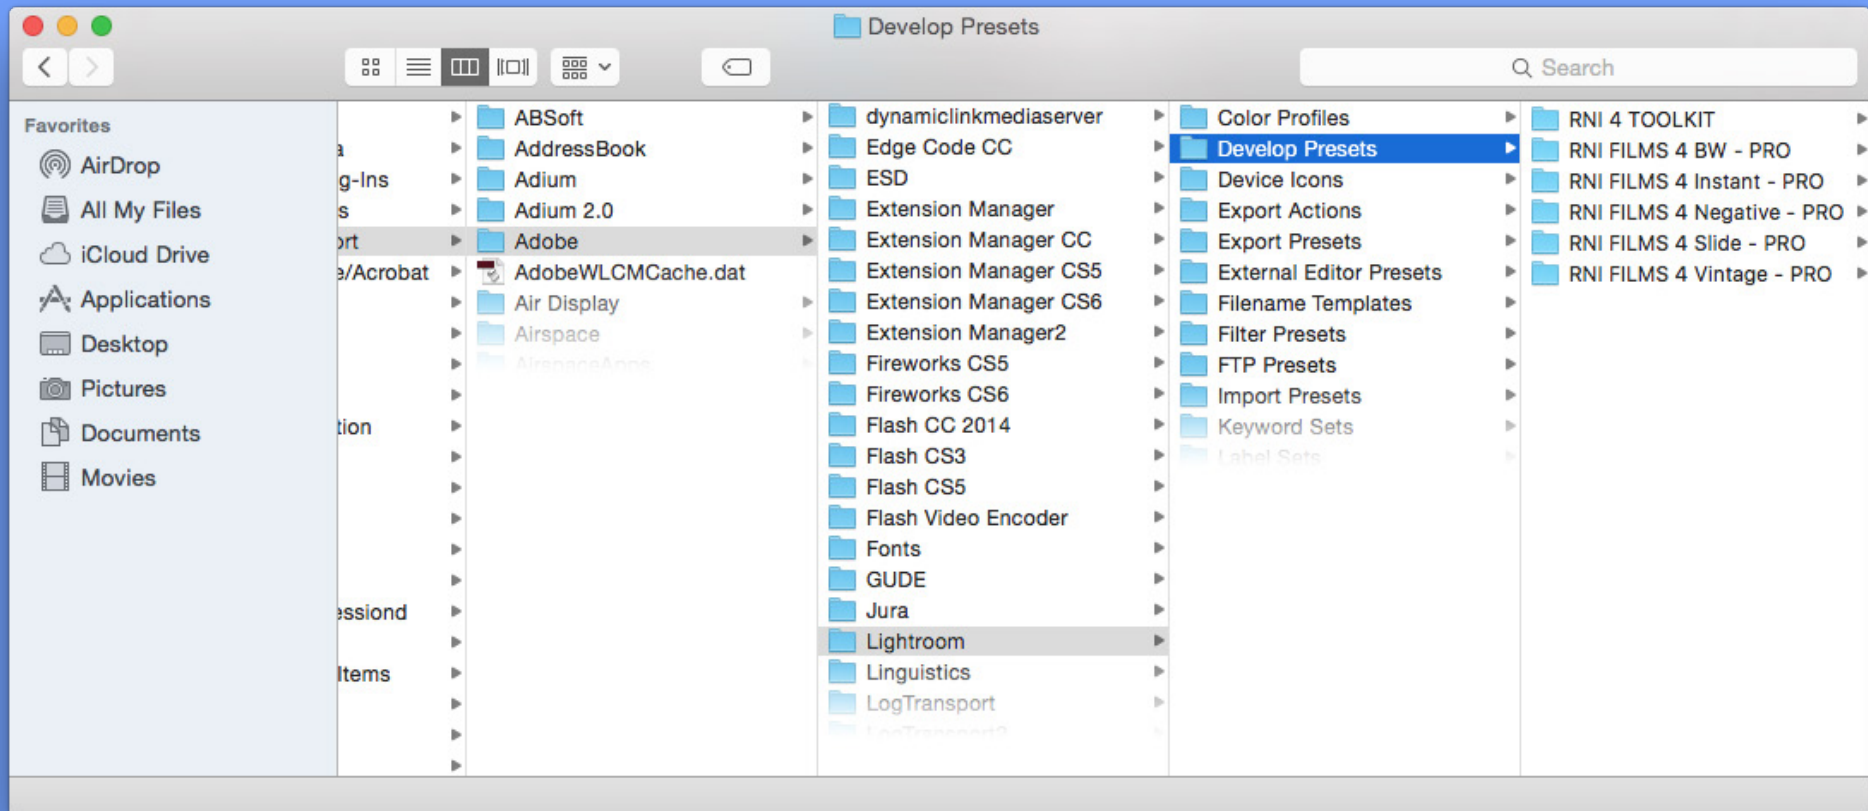 Develop Presets
Search
Favorites
AirDrop
All My Files
iCloud Drive
Applications
Desktop
Pictures
Documents
Movies
g-Ins
s
ort
e/Acrobat
tion
essiond
Items
ABSoft
AddressBook
Adium
Adium 2.0
Adobe
AdobeWLCMCache.dat
Air Display
Airspace
AirspaceApps
dynamiclinkmediaserver
Edge Code CC
ESD
Extension Manager
Extension Manager CC
Extension Manager CS5
Extension Manager CS6
Extension Manager2
Fireworks CS5
Fireworks CS6
Flash CC 2014
Flash CS3
Flash CS5
Flash Video Encoder
Fonts
GUDE
Jura
Lightroom
Linguistics
LogTransport
LogTransport2
Color Profiles
Develop Presets
Device Icons
Export Actions
Export Presets
External Editor Presets
Filename Templates
Filter Presets
FTP Presets
Import Presets
Keyword Sets
Label Sets
RNI 4 TOOLKIT
RNI FILMS 4 BW - PRO
RNI FILMS 4 Instant - PRO
RNI FILMS 4 Negative - PRO
RNI FILMS 4 Slide - PRO
RNI FILMS 4 Vintage - PRO